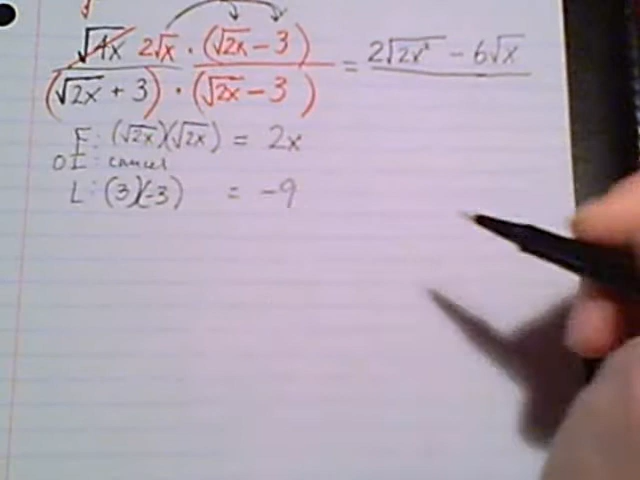 √4x 2√x · (√2x - 3) = 2√2x² - 6√x
(√2x + 3) · (√2x - 3)
F: (√2x)(√2x) = 2x
OI: cancel
L: (3)(-3) = -9